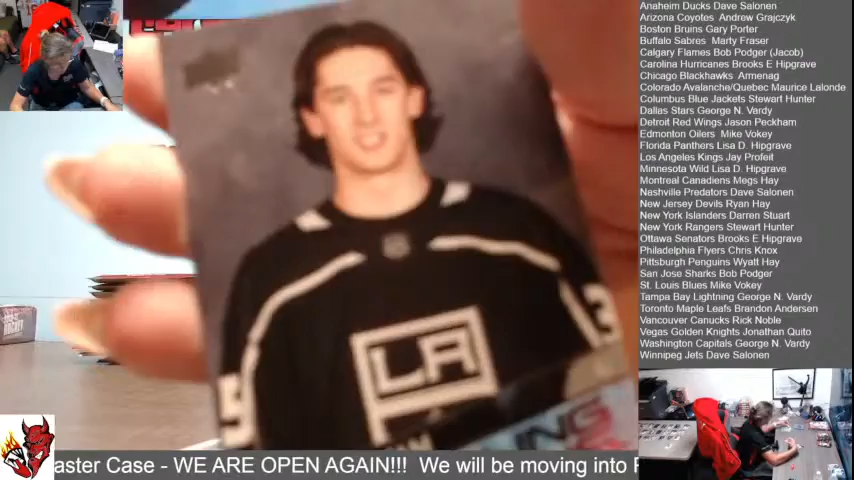 Anaheim Ducks Dave Salonen
Arizona Coyotes Andrew Grajczyk
Boston Bruins Gary Porter
Buffalo Sabres Marty Fraser
Calgary Flames Bob Podger (Jacob)
Carolina Hurricanes Brooks E Hipgrave
Chicago Blackhawks Armenag
Colorado Avalanche/Quebec Maurice Lalonde
Columbus Blue Jackets Stewart Hunter
Dallas Stars George N. Vardy
Detroit Red Wings Jason Peckham
Edmonton Oilers Mike Vokey
Florida Panthers Lisa D. Hipgrave
Los Angeles Kings Jay Profeit
Minnesota Wild Lisa D. Hipgrave
Montreal Canadiens Megs Hay
Nashville Predators Dave Salonen
New Jersey Devils Ryan Hay
New York Islanders Darren Stuart
New York Rangers Stewart Hunter
Ottawa Senators Brooks E Hipgrave
Philadelphia Flyers Chris Knox
Pittsburgh Penguins Wyatt Hay
San Jose Sharks Bob Podger
St. Louis Blues Mike Vokey
Tampa Bay Lightning George N. Vardy
Toronto Maple Leafs Brandon Andersen
Vancouver Canucks Rick Noble
Vegas Golden Knights Jonathan Quito
Washington Capitals George N. Vardy
Winnipeg Jets Dave Salonen
LA
aster Case - WE ARE OPEN AGAIN!!! We will be moving into